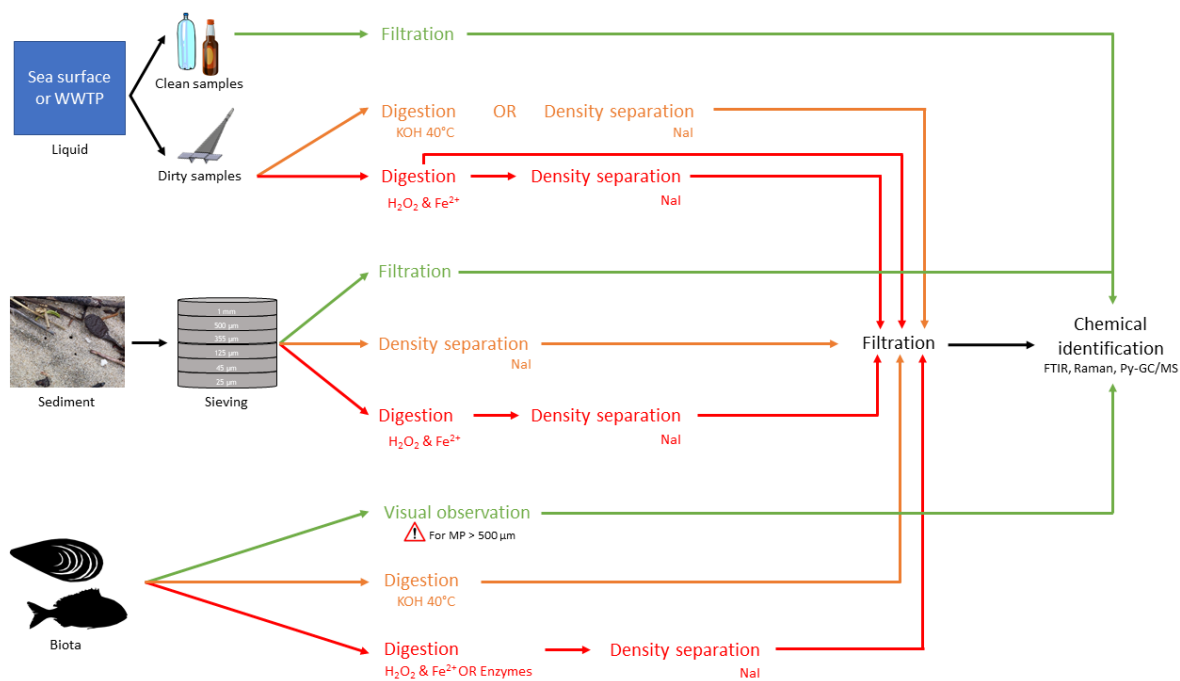 Sea surface
or WWTP
Liquid
Clean samples
Dirty samples
Filtration
Digestion OR Density separation
KOH 40°C NaI
Digestion Density separation
H₂O₂ & Fe²⁺ NaI
Filtration
Sediment
1 mm
500 µm
355 µm
125 µm
45 µm
25 µm
Sieving
Density separation
NaI
Digestion Density separation
H₂O₂ & Fe²⁺ NaI
Filtration
Chemical
identification
FTIR, Raman, Py-GC/MS
Visual observation
For MP > 500 µm
Digestion
KOH 40°C
Biota
Digestion Density separation
H₂O₂ & Fe²⁺ OR Enzymes NaI